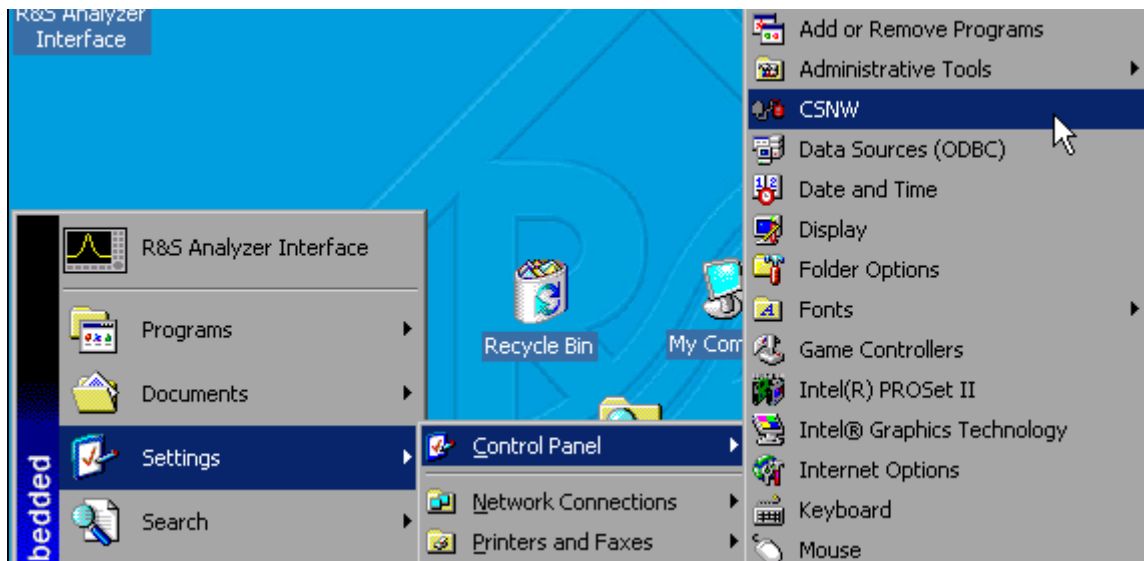 R&S Analyzer
Interface
R&S Analyzer Interface
Programs
Documents
Settings
Search
bedded
Recycle Bin
My Com
Control Panel
Network Connections
Printers and Faxes
Add or Remove Programs
Administrative Tools
CSNW
Data Sources (ODBC)
Date and Time
Display
Folder Options
Fonts
Game Controllers
Intel(R) PROSet II
Intel® Graphics Technology
Internet Options
Keyboard
Mouse